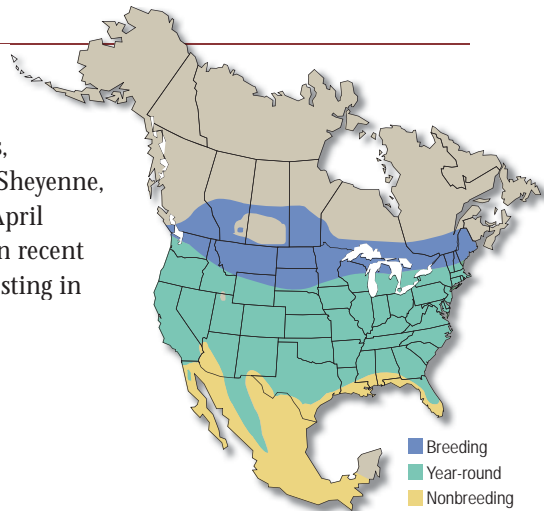 s,
Sheyenne,
April
n recent
sting in
Breeding
Year-round
Nonbreeding